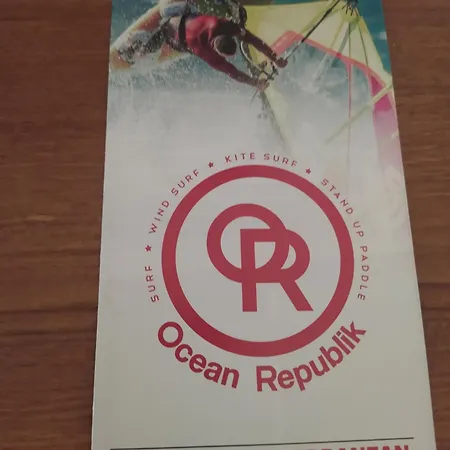 SURF ★ WIND SURF ★ KITE SURF ★ STAND UP PADDLE
OR
Ocean Republik